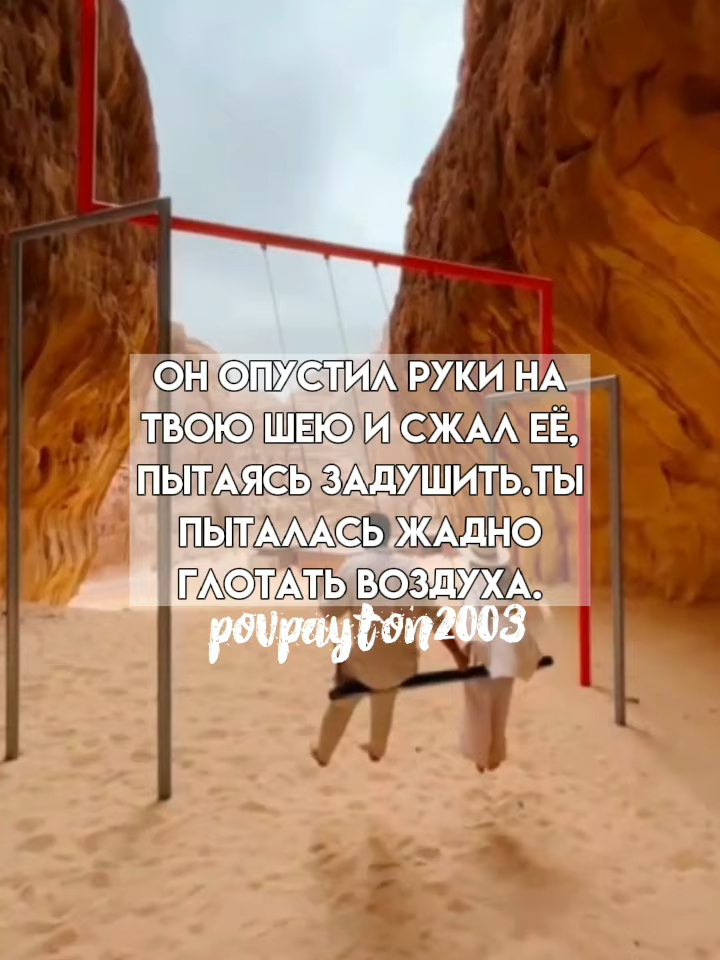 ОН ОПУСТИЛ РУКИ НА
ТВОЮ ШЕЮ И СЖАЛ ЕЁ,
ПЫТАЯСЬ ЗАДУШИТЬ.ТЫ
ПЫТАЛАСЬ ЖАДНО
ГЛОТАТЬ ВОЗДУХА.
povpayton2003